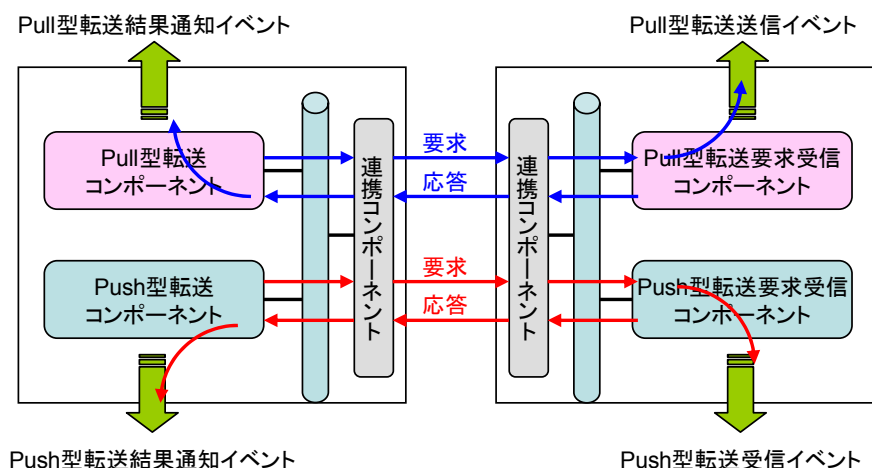 Pull型転送結果通知イベント
Pull型転送送信イベント
Pull型転送
コンポーネント
連携コンポーネント
要求
応答
連携コンポーネント
Pull型転送要求受信
コンポーネント
Push型転送
コンポーネント
要求
応答
Push型転送要求受信
コンポーネント
Push型転送結果通知イベント
Push型転送受信イベント